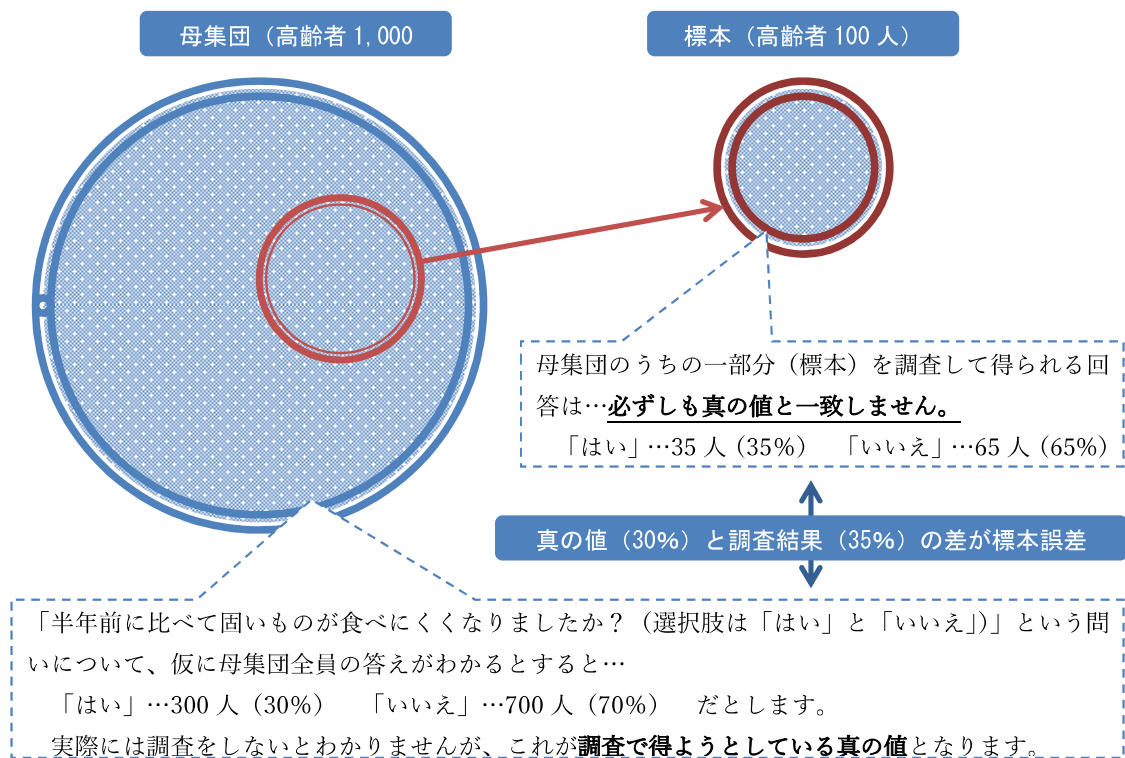 母集団（高齢者 1,000
標本（高齢者 100 人）
母集団のうちの一部分（標本）を調査して得られる回
答は…必ずしも真の値と一致しません。
「はい」…35 人（35%）　「いいえ」…65 人（65%）
真の値（30%）と調査結果（35%）の差が標本誤差
「半年前に比べて固いものが食べにくくなりましたか？（選択肢は「はい」と「いいえ」）」という問
いについて、仮に母集団全員の答えがわかるとすると…
「はい」…300 人（30%）　「いいえ」…700 人（70%）　だとします。
実際には調査をしないとわかりませんが、これが調査で得ようとしている真の値となります。